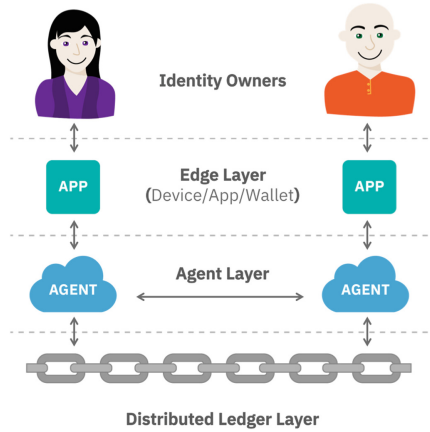 Identity Owners
APP
Edge Layer
(Device/App/Wallet)
APP
AGENT
Agent Layer
AGENT
Distributed Ledger Layer